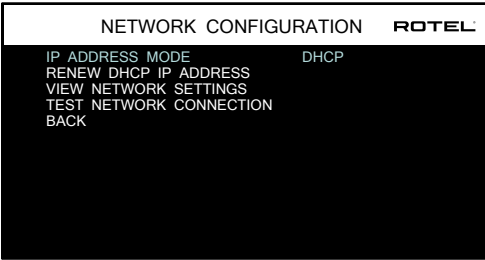 NETWORK CONFIGURATION ROTEL
IP ADDRESS MODE DHCP
RENEW DHCP IP ADDRESS
VIEW NETWORK SETTINGS
TEST NETWORK CONNECTION
BACK